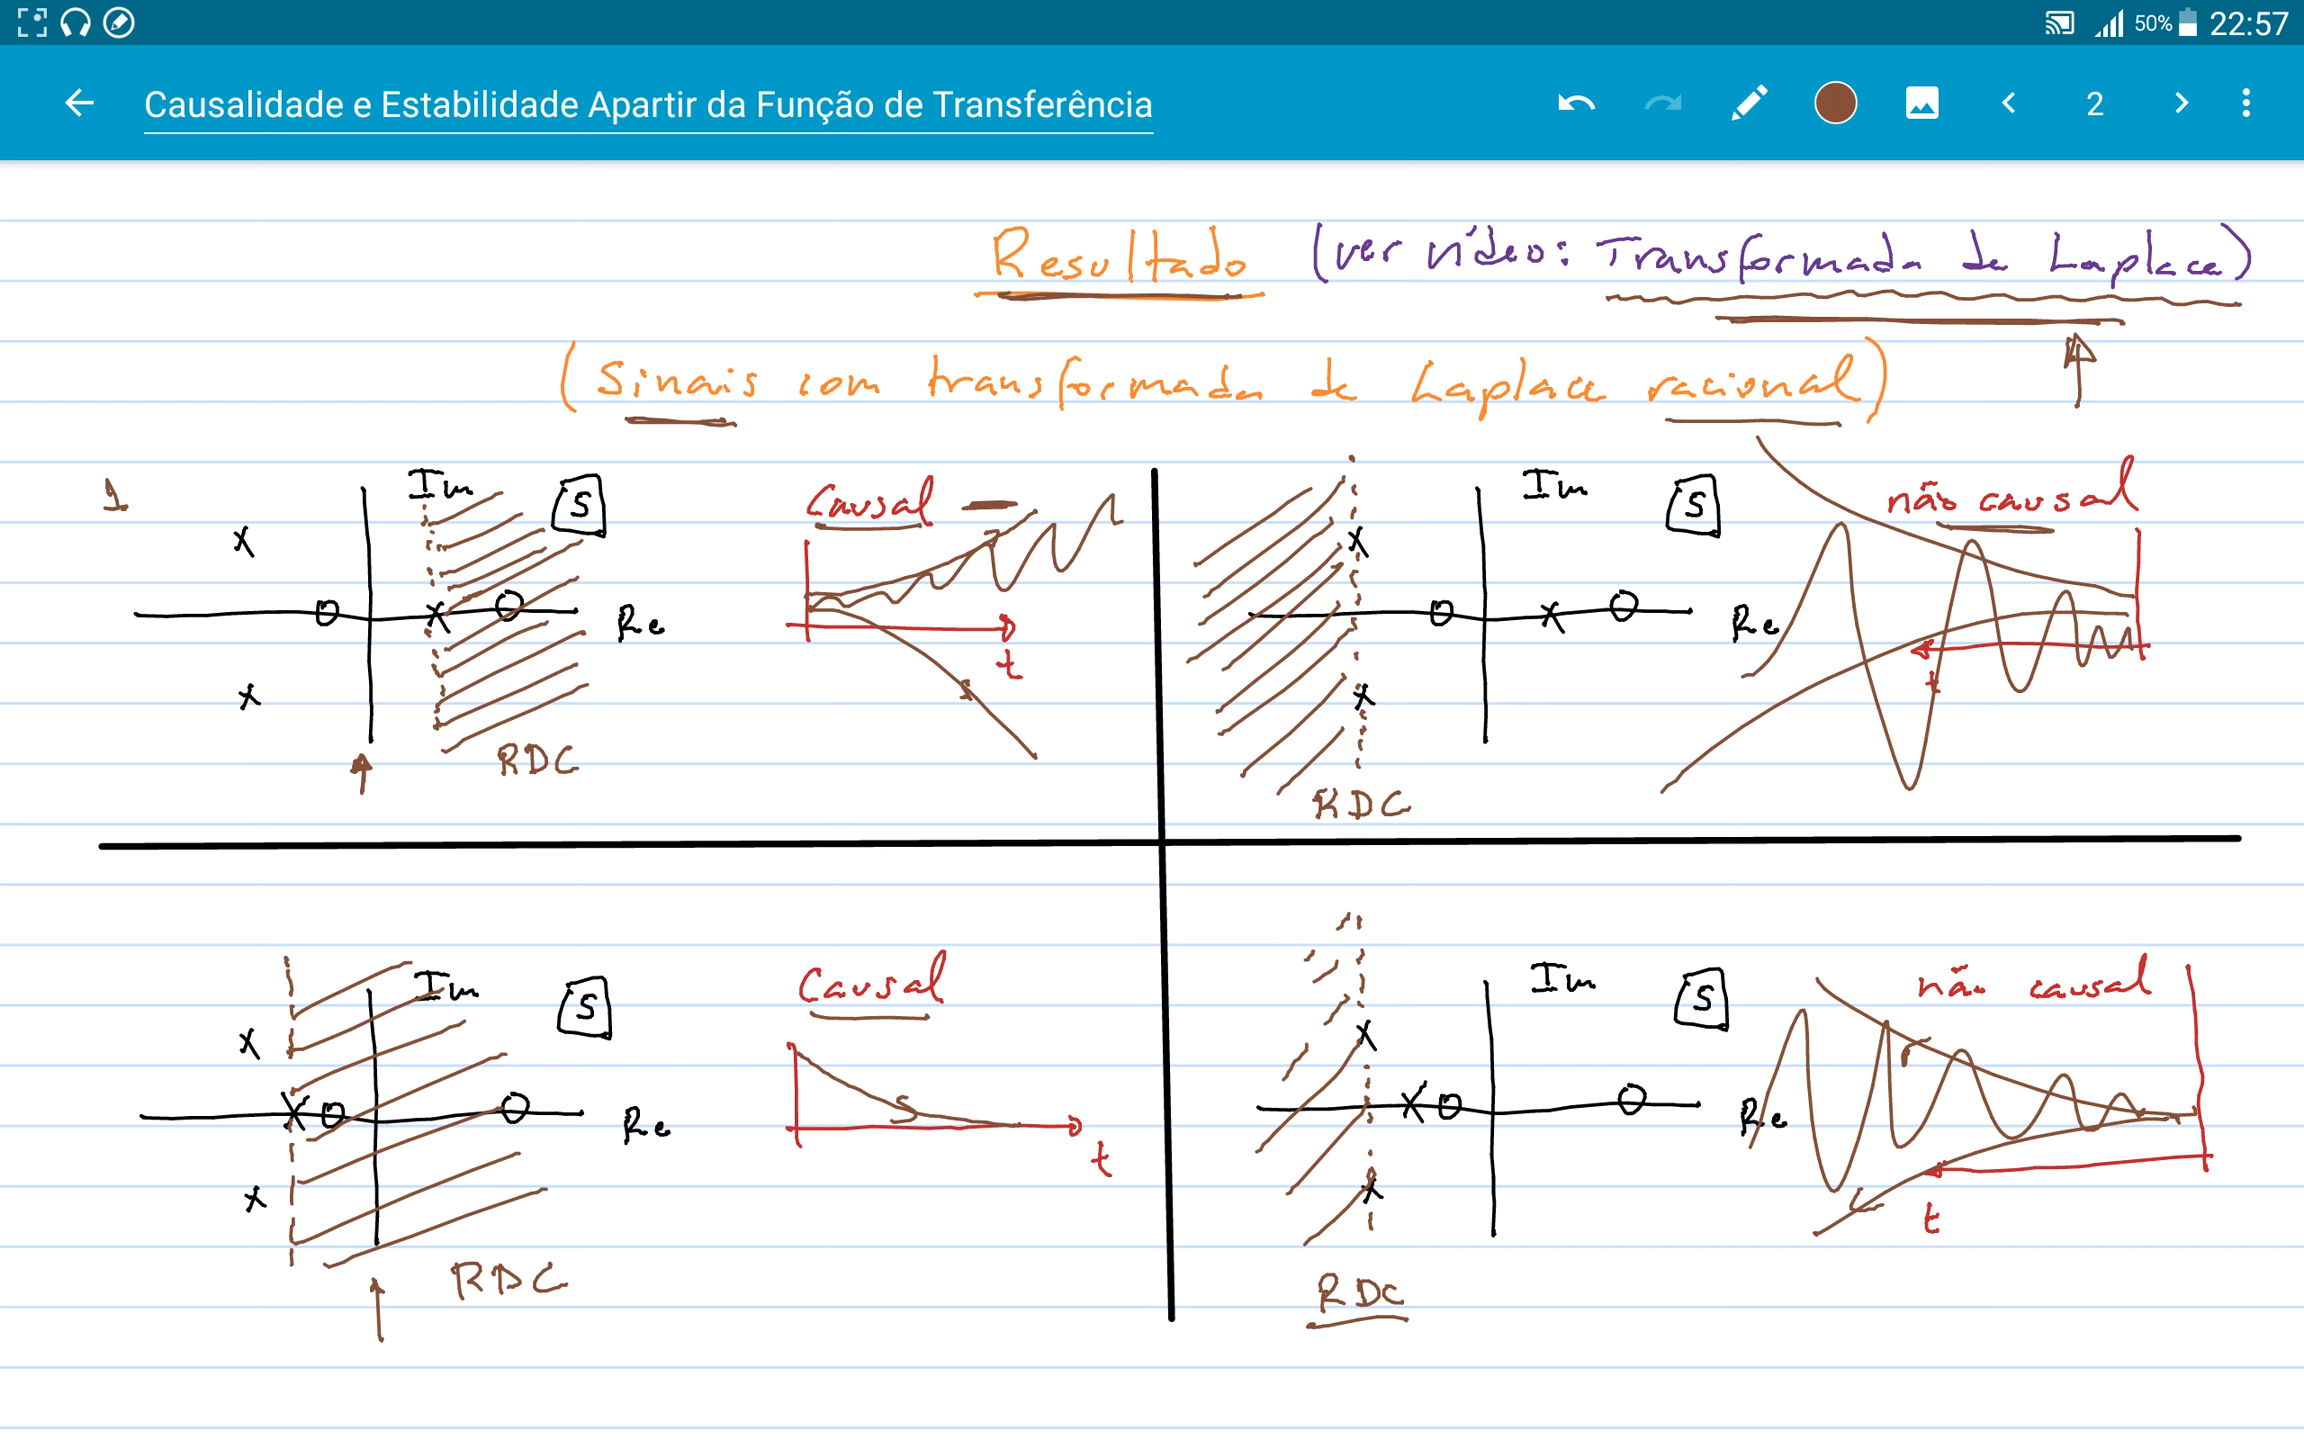 50% 22:57
Causalidade e Estabilidade Apartir da Função de Transferência 2
Resultado (ver vídeo: Transformada de Laplace)
(Sinais com transformada de Laplace racional)
1
Im S Causal
Re t
RDC
Im S não causal
Re t
RDC
Im S Causal
Re t
RDC
Im S não causal
Re t
RDC